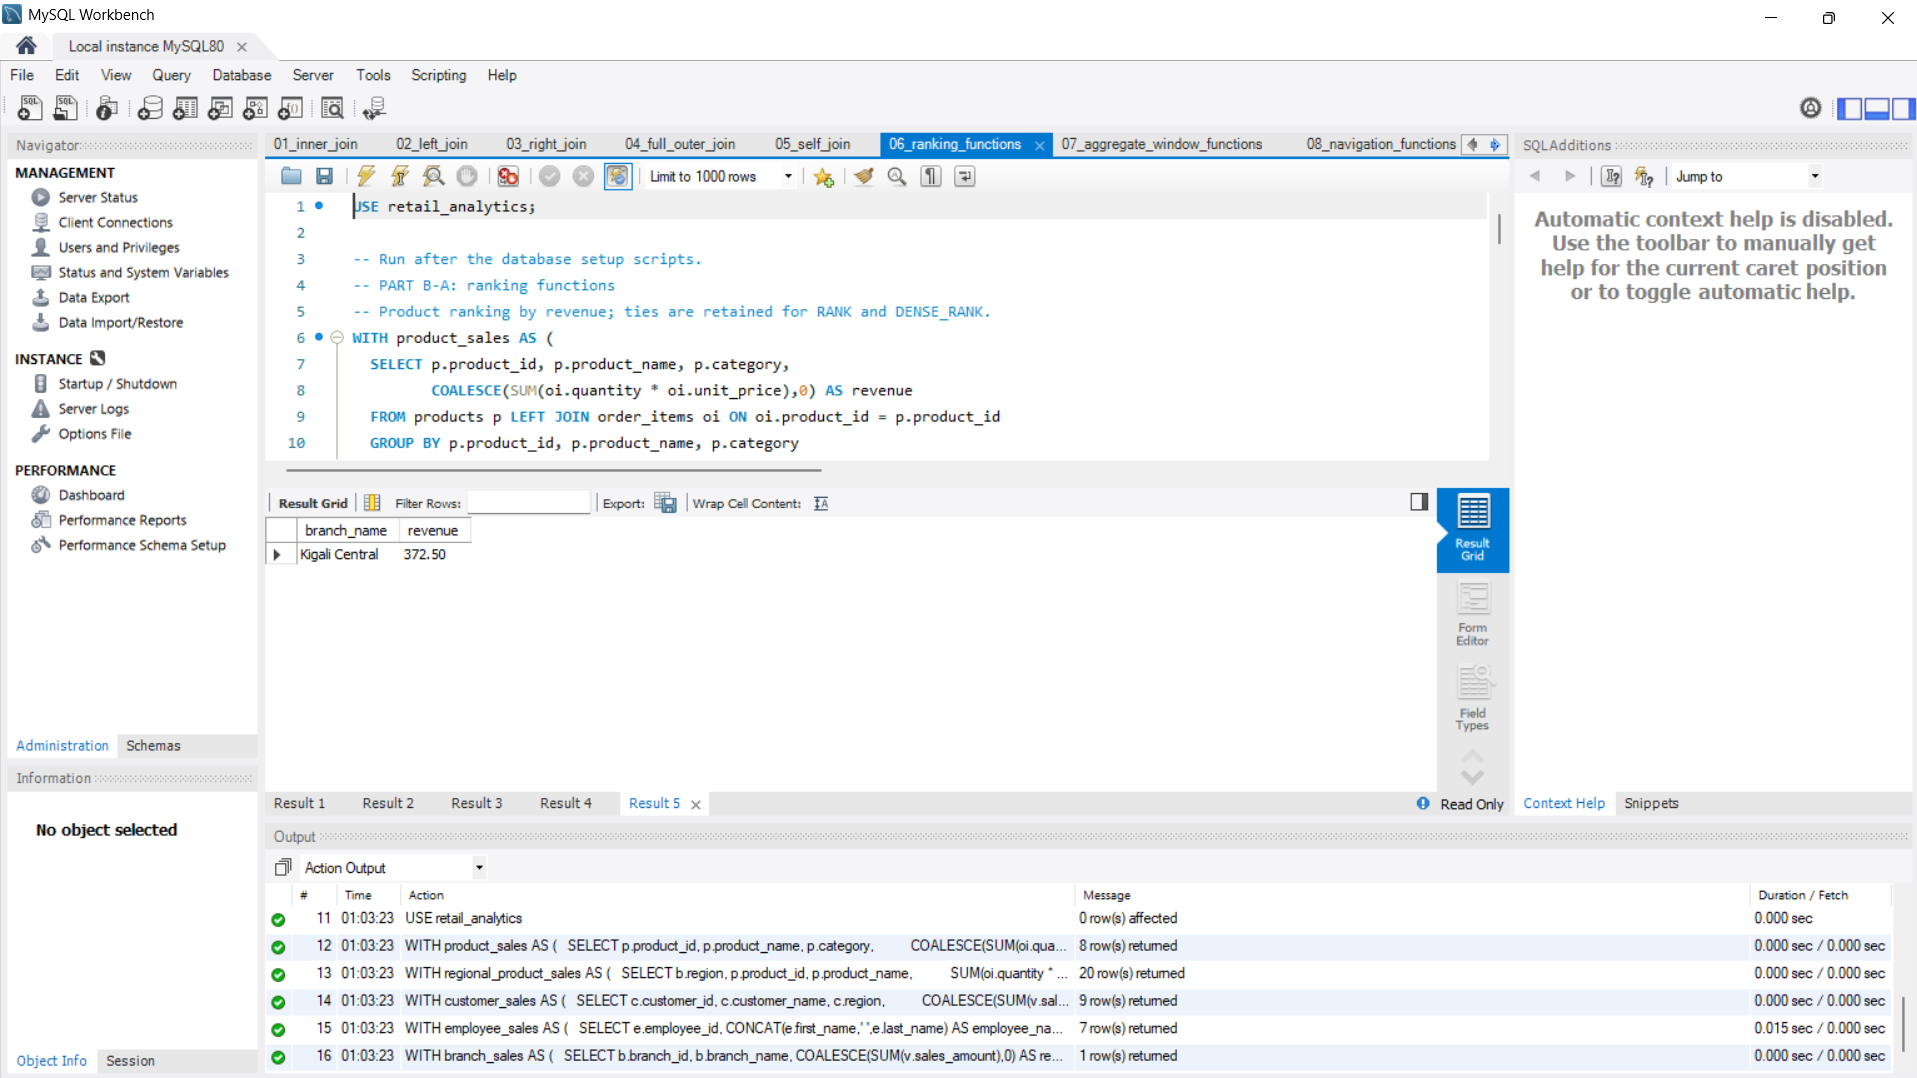 MySQL Workbench
Local instance MySQL80
File Edit View Query Database Server Tools Scripting Help
Navigator
MANAGEMENT
Server Status
Client Connections
Users and Privileges
Status and System Variables
Data Export
Data Import/Restore
INSTANCE
Startup / Shutdown
Server Logs
Options File
PERFORMANCE
Dashboard
Performance Reports
Performance Schema Setup
Administration Schemas
Information
No object selected
Object Info Session
01_inner_join 02_left_join 03_right_join 04_full_outer_join 05_self_join 06_ranking_functions 07_aggregate_window_functions 08_navigation_functions
Limit to 1000 rows
1 USE retail_analytics;
2
3 -- Run after the database setup scripts.
4 -- PART B-A: ranking functions
5 -- Product ranking by revenue; ties are retained for RANK and DENSE_RANK.
6 WITH product_sales AS (
7 SELECT p.product_id, p.product_name, p.category,
8 COALESCE(SUM(oi.quantity * oi.unit_price),0) AS revenue
9 FROM products p LEFT JOIN order_items oi ON oi.product_id = p.product_id
10 GROUP BY p.product_id, p.product_name, p.category
Result Grid Filter Rows: Export: Wrap Cell Content:
branch_name revenue
Kigali Central 372.50
Result Grid
Form Editor
Field Types
Result 1 Result 2 Result 3 Result 4 Result 5
Read Only
SQLAdditions
Jump to
Automatic context help is disabled.
Use the toolbar to manually get
help for the current caret position
or to toggle automatic help.
Context Help Snippets
Output
Action Output
# Time Action Message Duration / Fetch
11 01:03:23 USE retail_analytics 0 row(s) affected 0.000 sec
12 01:03:23 WITH product_sales AS ( SELECT p.product_id, p.product_name, p.category, COALESCE(SUM(oi.qua... 8 row(s) returned 0.000 sec / 0.000 sec
13 01:03:23 WITH regional_product_sales AS ( SELECT b.region, p.product_id, p.product_name, SUM(oi.quantity * ... 20 row(s) returned 0.000 sec / 0.000 sec
14 01:03:23 WITH customer_sales AS ( SELECT c.customer_id, c.customer_name, c.region, COALESCE(SUM(v.sal... 9 row(s) returned 0.000 sec / 0.000 sec
15 01:03:23 WITH employee_sales AS ( SELECT e.employee_id, CONCAT(e.first_name,' ',e.last_name) AS employee_na... 7 row(s) returned 0.015 sec / 0.000 sec
16 01:03:23 WITH branch_sales AS ( SELECT b.branch_id, b.branch_name, COALESCE(SUM(v.sales_amount),0) AS re... 1 row(s) returned 0.000 sec / 0.000 sec